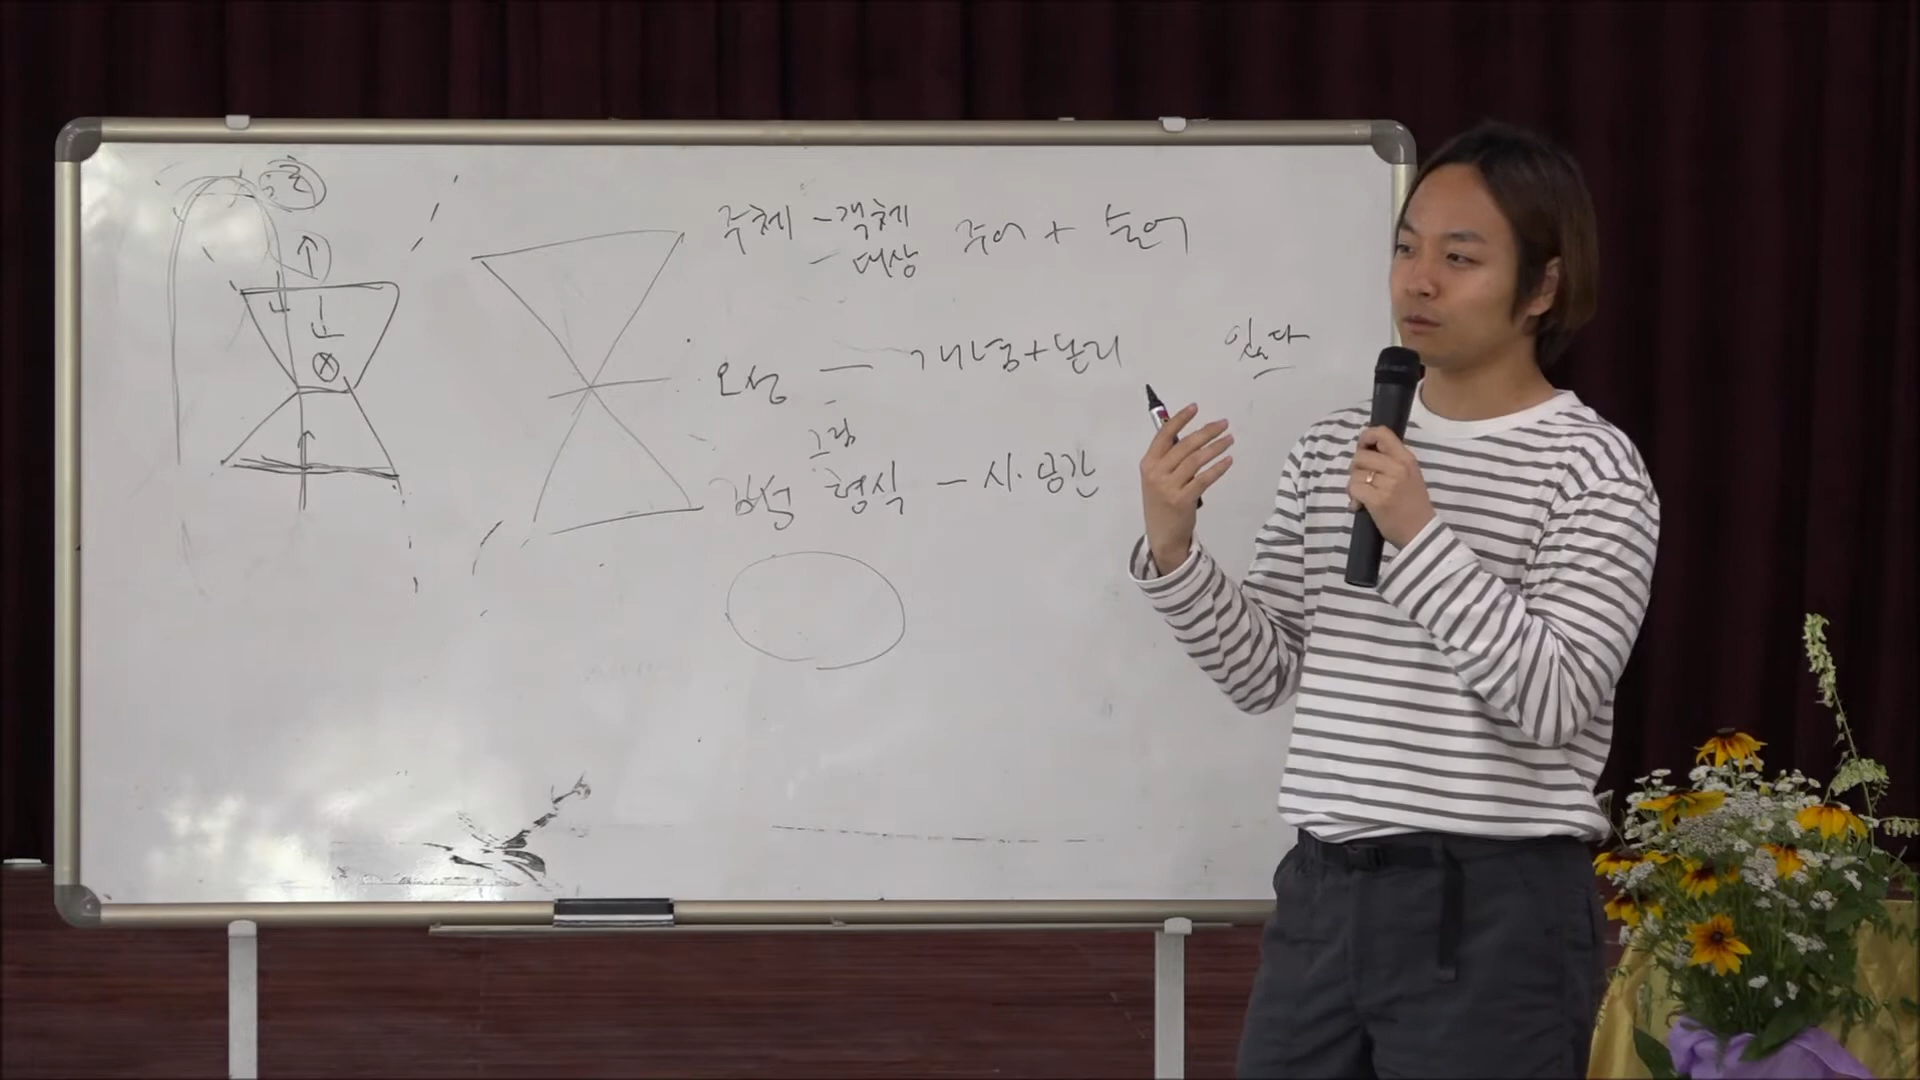 주체 - 객체 주어 + 술어
- 대상
오성 — 개념+논리 있다
그림
감성 형식 - 시·공간